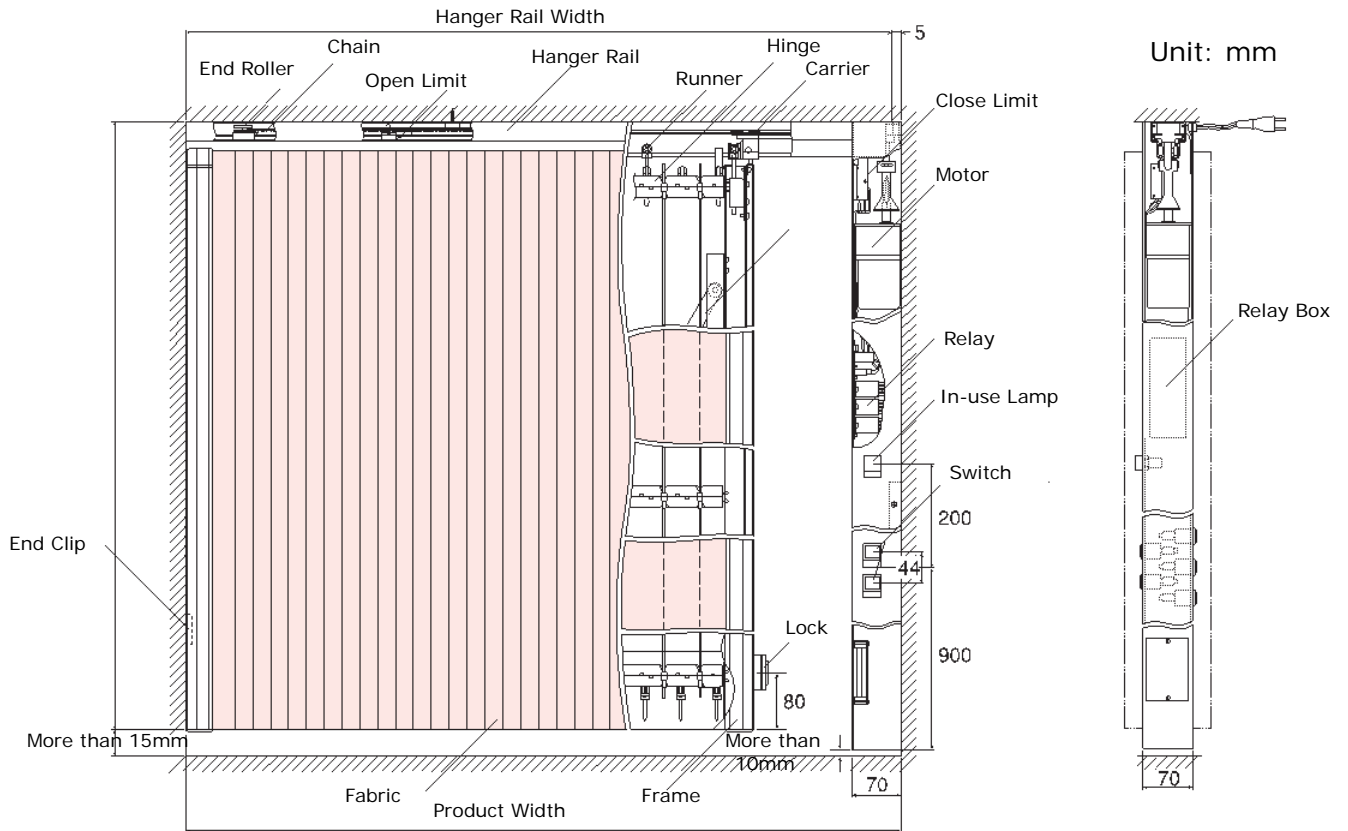 Hanger Rail Width
5
Unit: mm
Chain
Hinge
End Roller
Open Limit
Hanger Rail
Runner
Carrier
Close Limit
Motor
Relay Box
Relay
In-use Lamp
Switch
200
End Clip
44
Lock
900
80
More than 15mm
More than
10mm
70
70
Fabric
Frame
Product Width